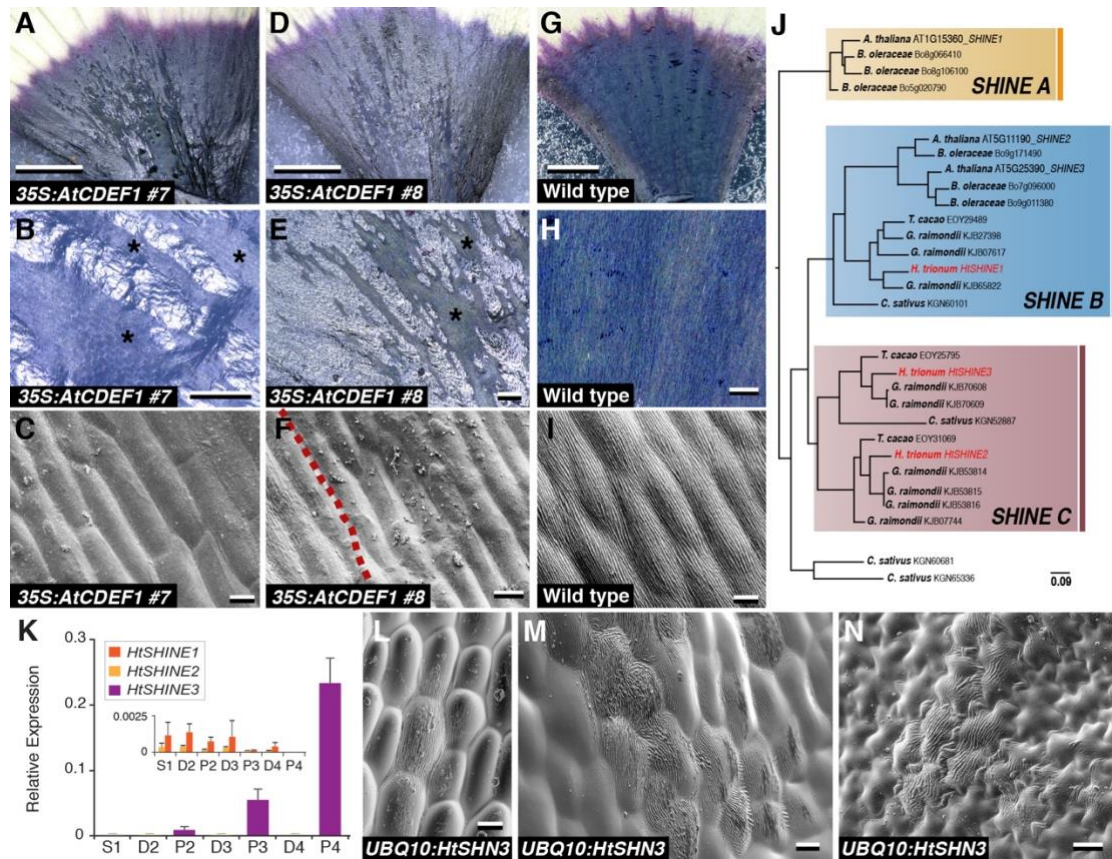 A
35S:AtCDEF1 #7
D
35S:AtCDEF1 #8
G
Wild type
B
*
*
*
35S:AtCDEF1 #7
E
*
*
35S:AtCDEF1 #8
H
Wild type
C
35S:AtCDEF1 #7
F
35S:AtCDEF1 #8
I
Wild type
J
A. thaliana AT1G15360_SHINE1
B. oleraceae Bo8g066410
B. oleraceae Bo8g106100
B. oleraceae Bo5g020790
SHINE A
A. thaliana AT5G11190_SHINE2
B. oleraceae Bo9g171490
A. thaliana AT5G25390_SHINE3
B. oleraceae Bo7g096000
B. oleraceae Bo9g011380
T. cacao EOY29489
G. raimondii KJB27398
G. raimondii KJB07617
H. trionum HtSHINE1
G. raimondii KJB65822
C. sativus KGN60101
SHINE B
T. cacao EOY25795
H. trionum HtSHINE3
G. raimondii KJB70608
G. raimondii KJB70609
C. sativus KGN52887
T. cacao EOY31069
H. trionum HtSHINE2
G. raimondii KJB53814
G. raimondii KJB53815
G. raimondii KJB53816
G. raimondii KJB07744
SHINE C
C. sativus KGN60681
C. sativus KGN65336
0.09
K
Relative Expression
0.3
0.2
0.1
0
HtSHINE1
HtSHINE2
HtSHINE3
0.0025
0
S1 D2 P2 D3 P3 D4 P4
S1 D2 P2 D3 P3 D4 P4
L
UBQ10:HtSHN3
M
UBQ10:HtSHN3
N
UBQ10:HtSHN3